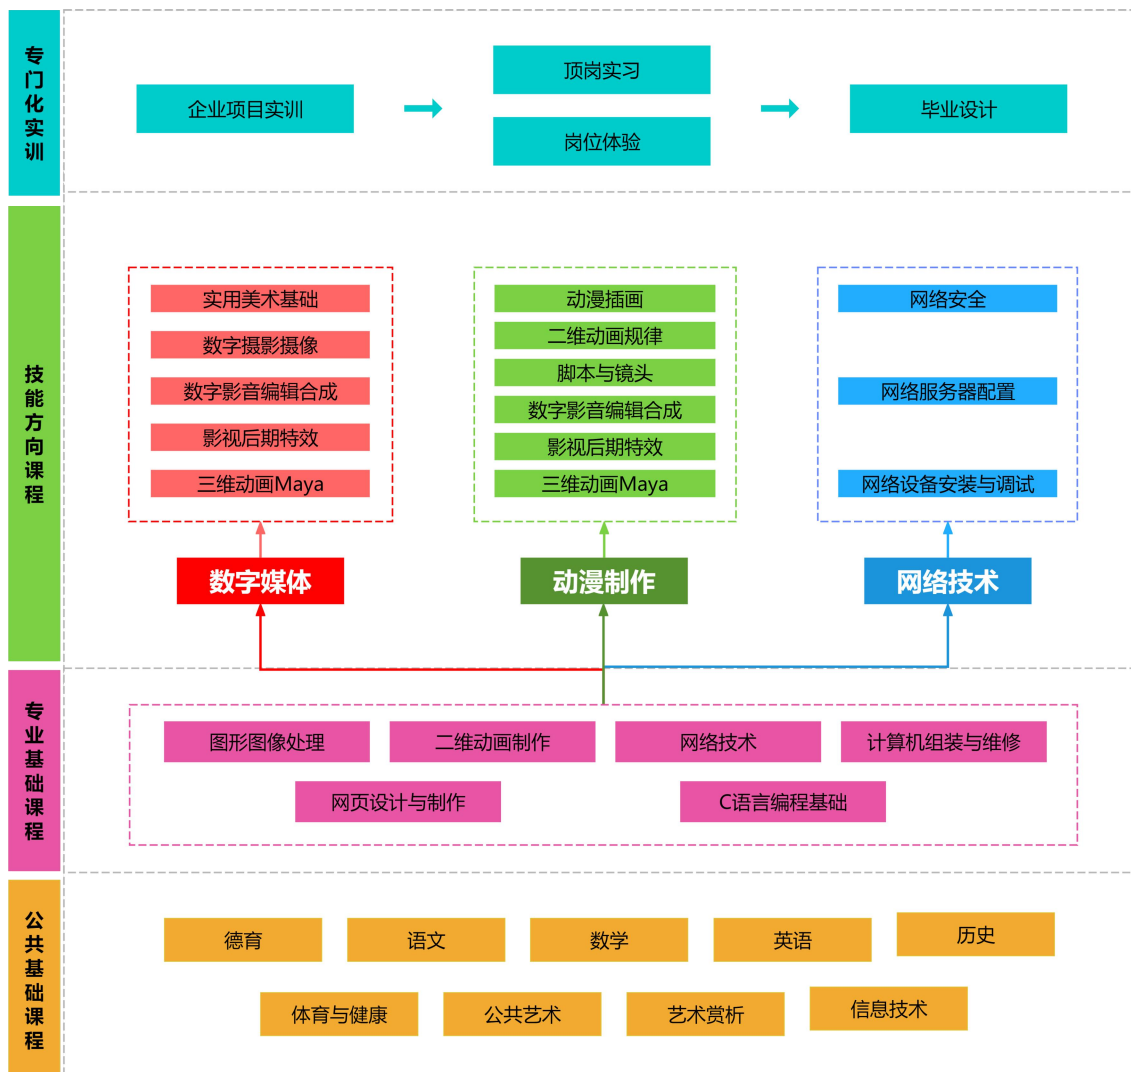 专门化实训
企业项目实训
顶岗实习
岗位体验
毕业设计
技能方向课程
实用美术基础
数字摄影摄像
数字影音编辑合成
影视后期特效
三维动画Maya
数字媒体
动漫插画
二维动画规律
脚本与镜头
数字影音编辑合成
影视后期特效
三维动画Maya
动漫制作
网络安全
网络服务器配置
网络设备安装与调试
网络技术
专业基础课程
图形图像处理
二维动画制作
网络技术
计算机组装与维修
网页设计与制作
C语言编程基础
公共基础课程
德育
语文
数学
英语
历史
体育与健康
公共艺术
艺术赏析
信息技术